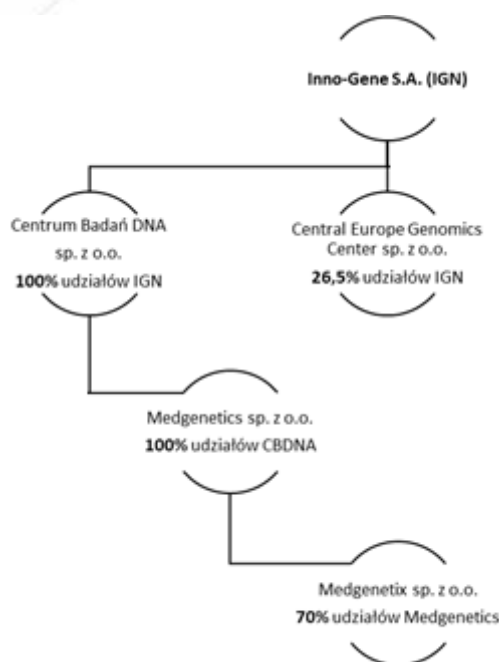 Inno-Gene S.A. (IGN)
Centrum Badań DNA
sp. z o.o.
100% udziałów IGN
Central Europe Genomics
Center sp. z o.o.
26,5% udziałów IGN
Medgenetics sp. z o.o.
100% udziałów CBDNA
Medgenetix sp. z o.o.
70% udziałów Medgenetics